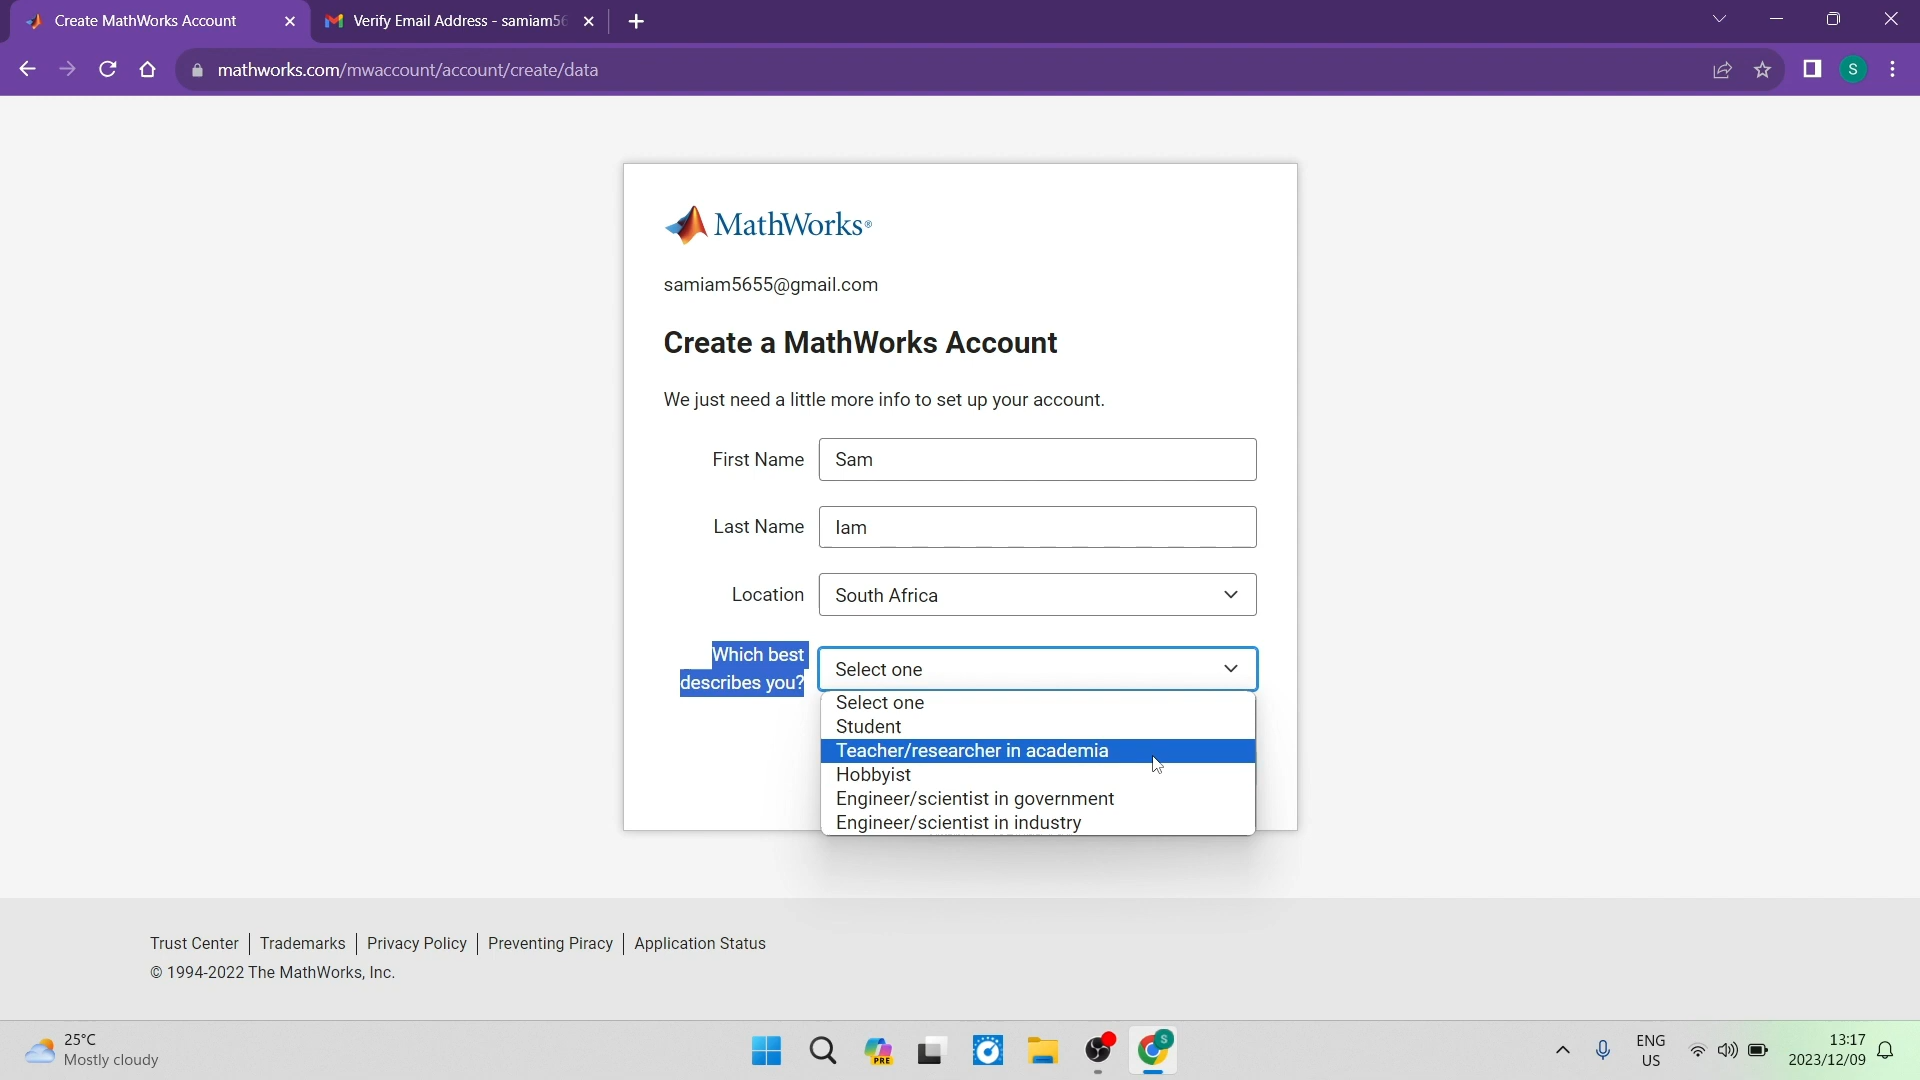 Create MathWorks Account
Verify Email Address - samiam56
mathworks.com/mwaccount/account/create/data
S
MathWorks®
samiam5655@gmail.com
Create a MathWorks Account
We just need a little more info to set up your account.
First Name
Sam
Last Name
Iam
Location
South Africa
Which best
describes you?
Select one
Select one
Student
Teacher/researcher in academia
Hobbyist
Engineer/scientist in government
Engineer/scientist in industry
Trust Center
Trademarks
Privacy Policy
Preventing Piracy
Application Status
© 1994-2022 The MathWorks, Inc.
25°C
Mostly cloudy
PRE
S
ENG
US
13:17
2023/12/09